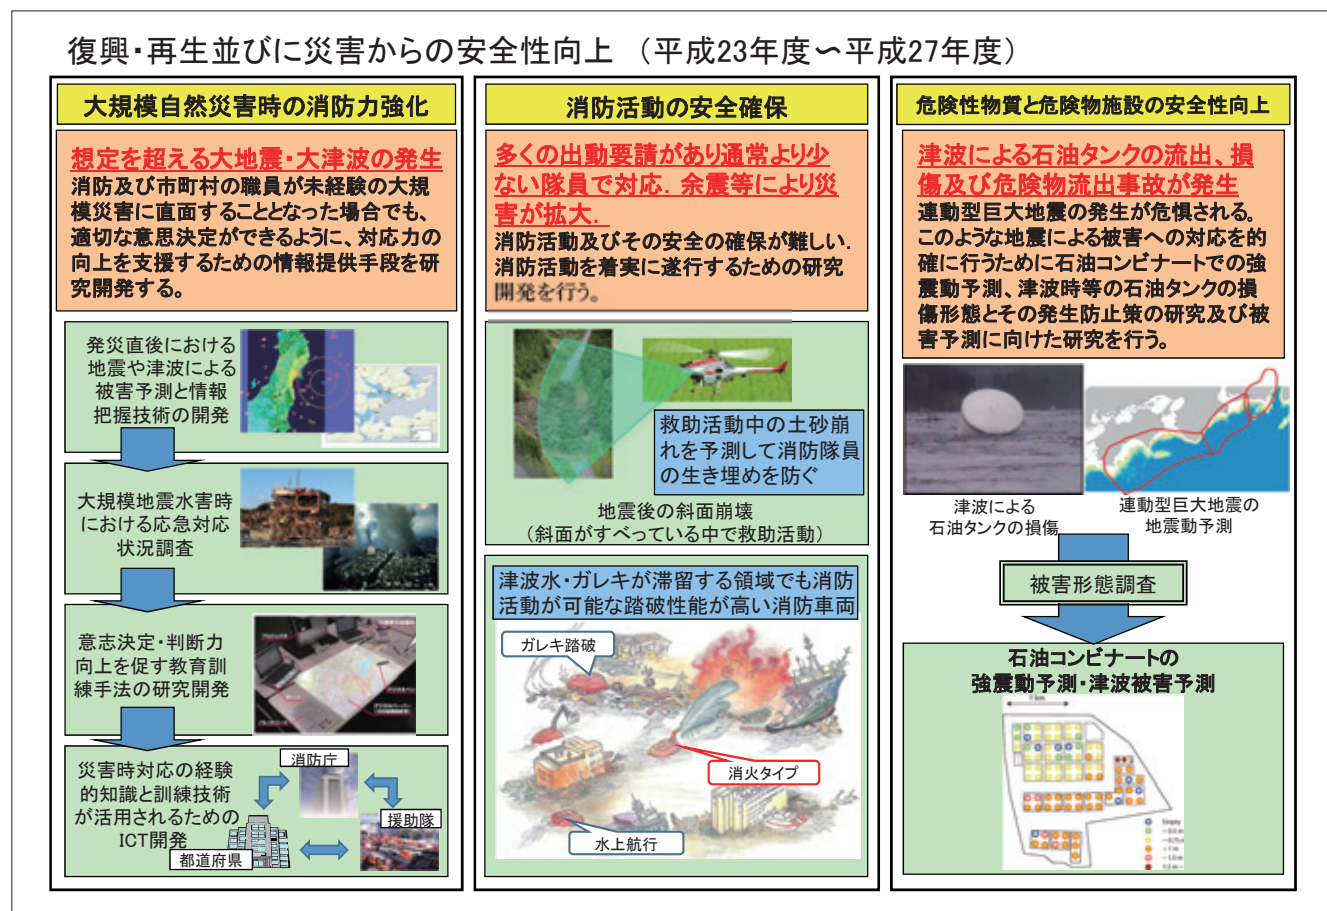 復興・再生並びに災害からの安全性向上 （平成23年度〜平成27年度）
大規模自然災害時の消防力強化
想定を超える大地震・大津波の発生
消防及び市町村の職員が未経験の大規
模災害に直面することとなった場合でも、
適切な意思決定ができるように、対応力の
向上を支援するための情報提供手段を研
究開発する。
発災直後における
地震や津波による
被害予測と情報
把握技術の開発
大規模地震水害時
における応急対応
状況調査
意志決定・判断力
向上を促す教育訓
練手法の研究開発
災害時対応の経験
的知識と訓練技術
が活用されるための
ICT開発
消防庁
援助隊
都道府県
消防活動の安全確保
多くの出動要請があり通常より少
ない隊員で対応．余震等により災
害が拡大．
消防活動及びその安全の確保が難しい．
消防活動を着実に遂行するための研究
開発を行う。
救助活動中の土砂崩
れを予測して消防隊員
の生き埋めを防ぐ
地震後の斜面崩壊
（斜面がすべっている中で救助活動）
津波水・ガレキが滞留する領域でも消防
活動が可能な踏破性能が高い消防車両
ガレキ踏破
消火タイプ
水上航行
危険性物質と危険物施設の安全性向上
津波による石油タンクの流出、損
傷及び危険物流出事故が発生
連動型巨大地震の発生が危惧される。
このような地震による被害への対応を的
確に行うために石油コンビナートでの強
震動予測、津波時等の石油タンクの損
傷形態とその発生防止策の研究及び被
害予測に向けた研究を行う。
津波による
石油タンクの損傷
連動型巨大地震の
地震動予測
被害形態調査
石油コンビナートの
強震動予測・津波被害予測
1 km
Empty